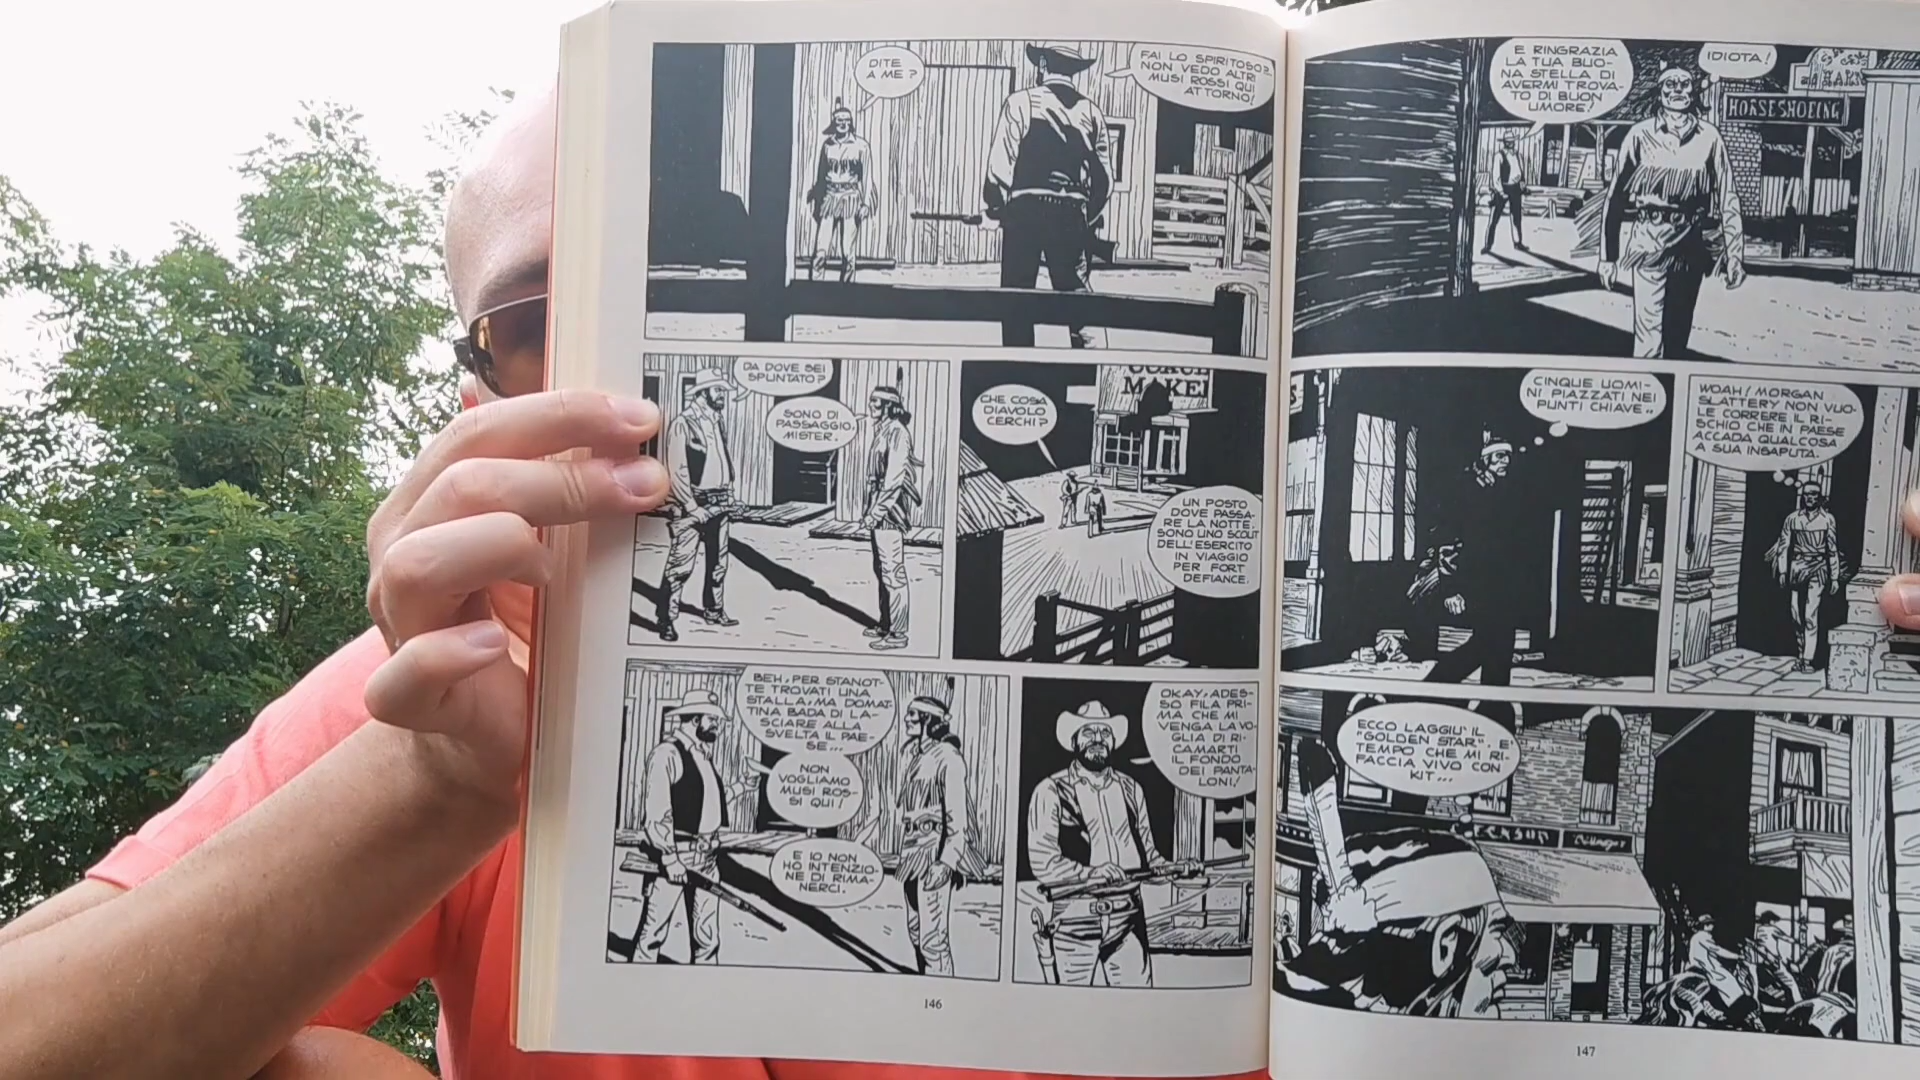 DITE
A ME?
FAI LO SPIRITOSO?
NON VEDO ALTRI
MUSI ROSSI QUI
ATTORNO!
DA DOVE SEI
SPUNTATO?
SONO DI
PASSAGGIO,
MISTER.
CHE COSA
DIAVOLO
CERCHI?
MAKE
UN POSTO
DOVE PASSA-
RE LA NOTTE.
SONO UNO SCOUT
DELL'ESERCITO
IN VIAGGIO
PER FORT
DEFIANCE.
BEH, PER STANOT-
TE TROVATI UNA
STALLA, MA DOMAT-
TINA BADA DI LA-
SCIARE ALLA
SVELTA IL PAE-
SE...
NON
VOGLIAMO
MUSI ROS-
SI QUI!
E IO NON
HO INTENZIO-
NE DI RIMA-
NERCI.
OKAY, ADES-
SO FILA PRI-
MA CHE MI
VENGA LA VO-
GLIA DI RI-
CAMARTI
IL FONDO
DEI PANTA-
LONI!
146
E RINGRAZIA
LA TUA BUO-
NA STELLA DI
AVERMI TROVA-
TO DI BUON
UMORE!
IDIOTA!
HORSESHOEING
CINQUE UOMI-
NI PIAZZATI NEI
PUNTI CHIAVE..
WOAH! MORGAN
SLATTERY NON VUO-
LE CORRERE IL RI-
SCHIO CHE IN PAESE
ACCADA QUALCOSA
A SUA INSAPUTA.
ECCO LAGGIU' IL
"GOLDEN STAR". E'
TEMPO CHE MI RI-
FACCIA VIVO CON
KIT...
147